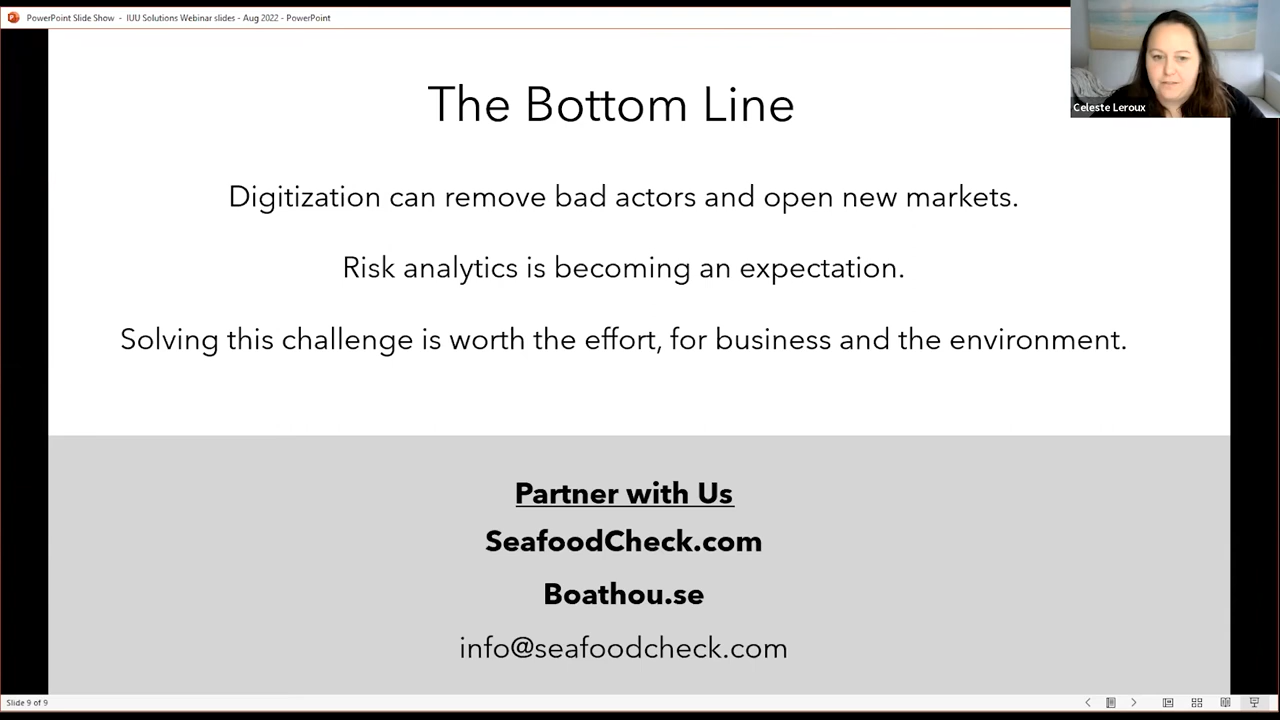 PowerPoint Slide Show - IUU Solutions Webinar slides - Aug 2022 - PowerPoint
Celeste Leroux
The Bottom Line
Digitization can remove bad actors and open new markets.
Risk analytics is becoming an expectation.
Solving this challenge is worth the effort, for business and the environment.
Partner with Us
SeafoodCheck.com
Boathou.se
info@seafoodcheck.com
Slide 9 of 9